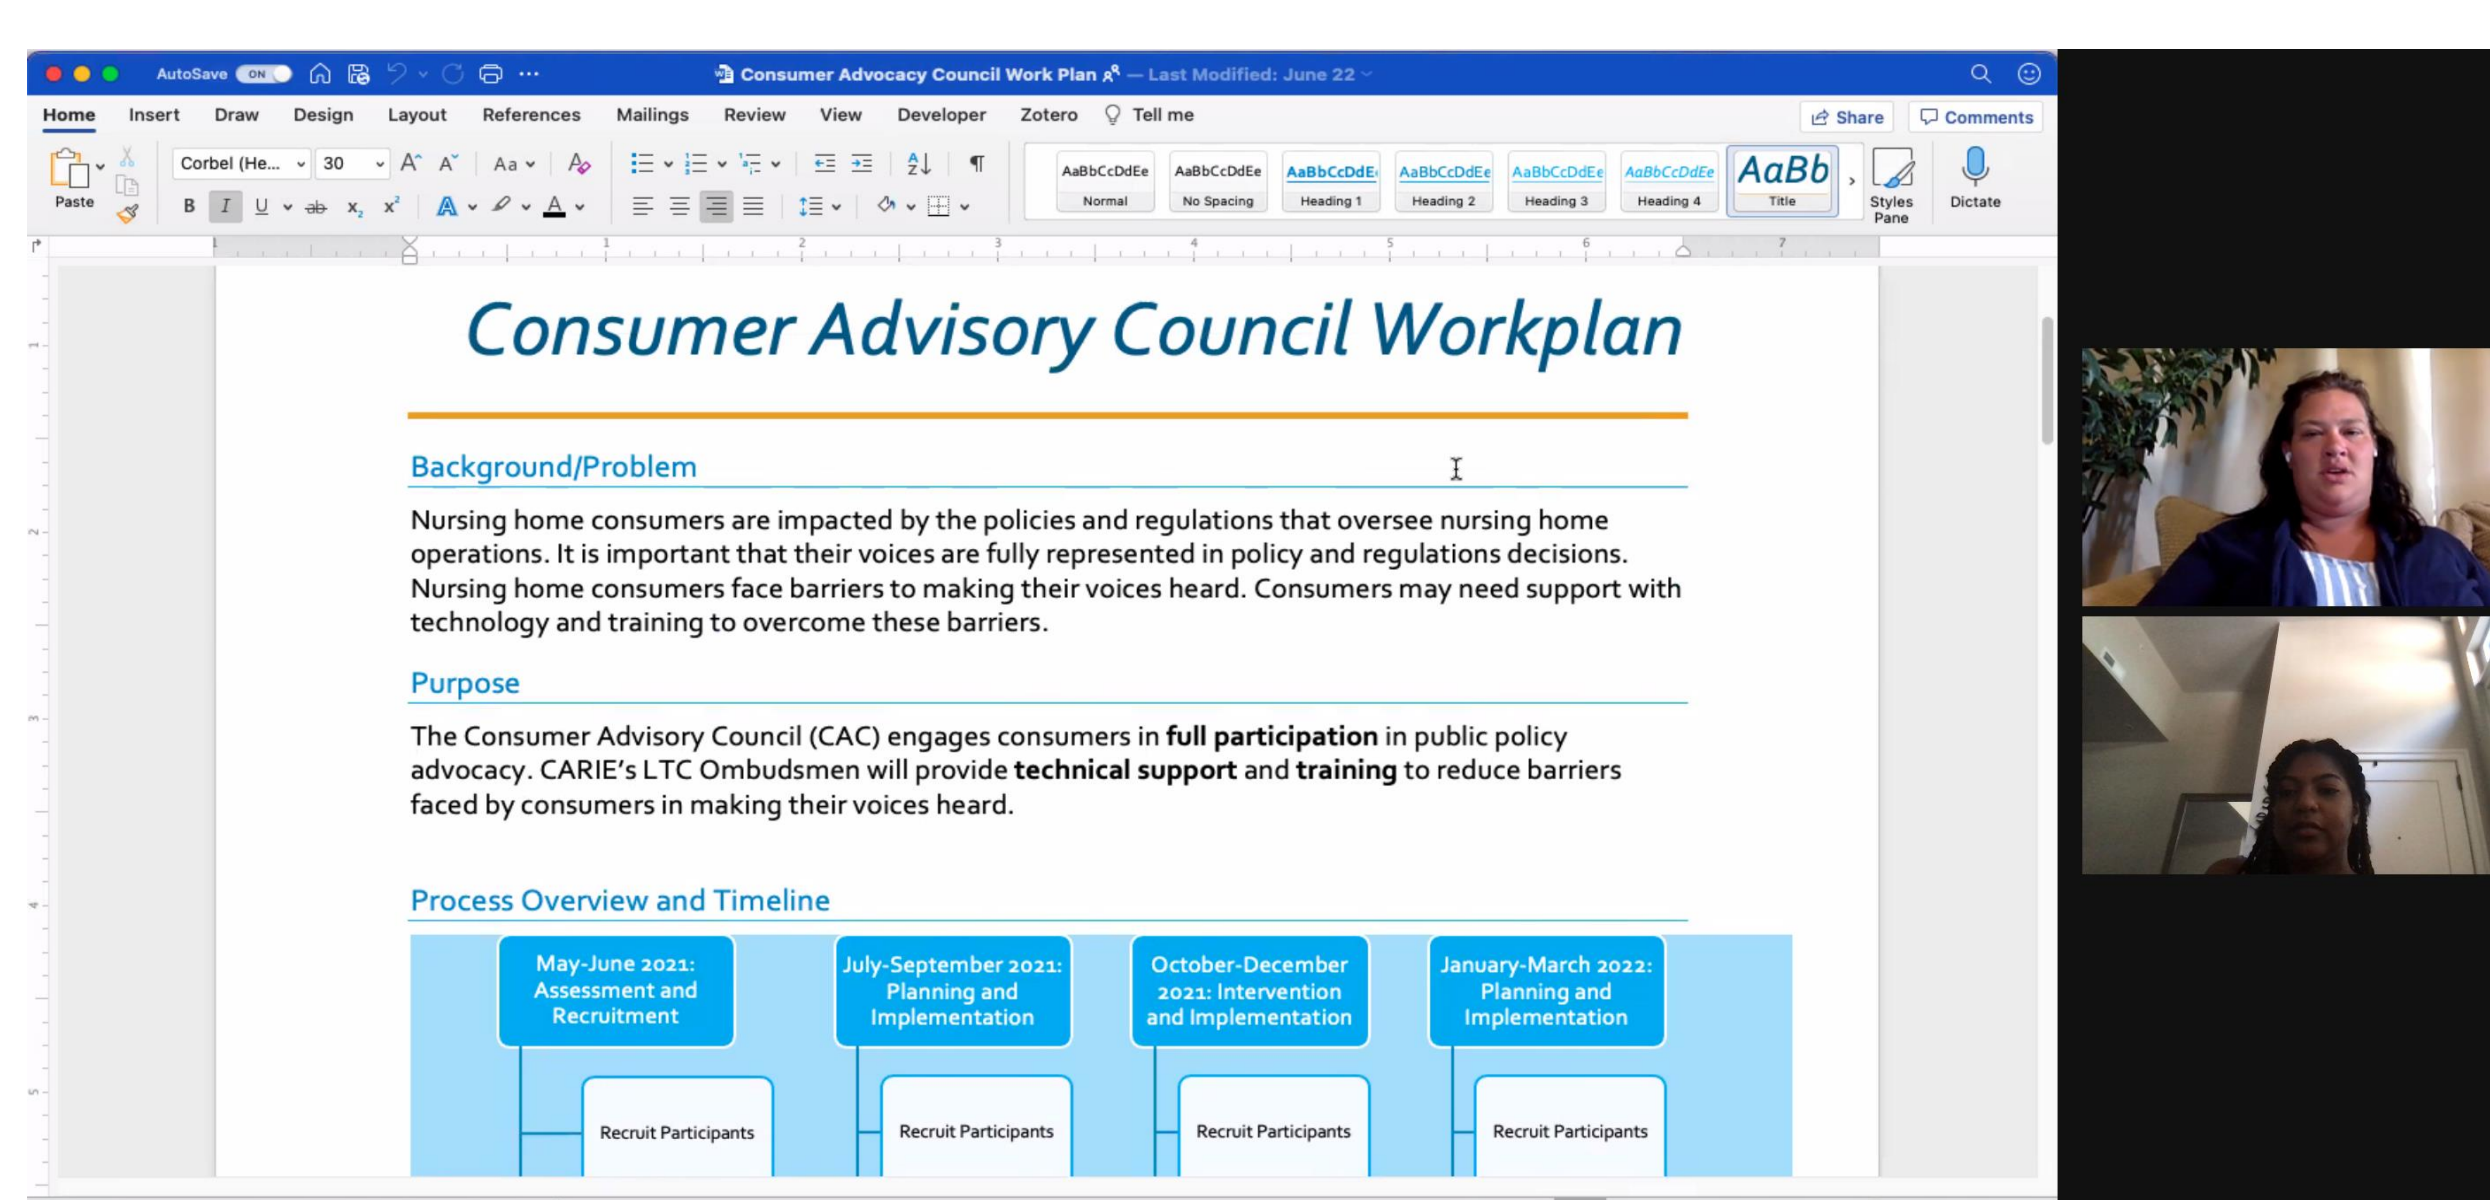 AutoSave ON
Consumer Advocacy Council Work Plan — Last Modified: June 22
Home Insert Draw Design Layout References Mailings Review View Developer Zotero Tell me Share Comments
Paste
Corbel (He... 30
AaBbCcDdEe Normal
AaBbCcDdEe No Spacing
AaBbCcDdE Heading 1
AaBbCcDdEe Heading 2
AaBbCcDdEe Heading 3
AaBbCcDdEe Heading 4
AaBb Title
Styles Pane
Dictate
1 1 2 3 4 5 6 7
Consumer Advisory Council Workplan
Background/Problem
Nursing home consumers are impacted by the policies and regulations that oversee nursing home
operations. It is important that their voices are fully represented in policy and regulations decisions.
Nursing home consumers face barriers to making their voices heard. Consumers may need support with
technology and training to overcome these barriers.
Purpose
The Consumer Advisory Council (CAC) engages consumers in full participation in public policy
advocacy. CARIE’s LTC Ombudsmen will provide technical support and training to reduce barriers
faced by consumers in making their voices heard.
Process Overview and Timeline
May-June 2021:
Assessment and
Recruitment
July-September 2021:
Planning and
Implementation
October-December
2021: Intervention
and Implementation
January-March 2022:
Planning and
Implementation
Recruit Participants
Recruit Participants
Recruit Participants
Recruit Participants